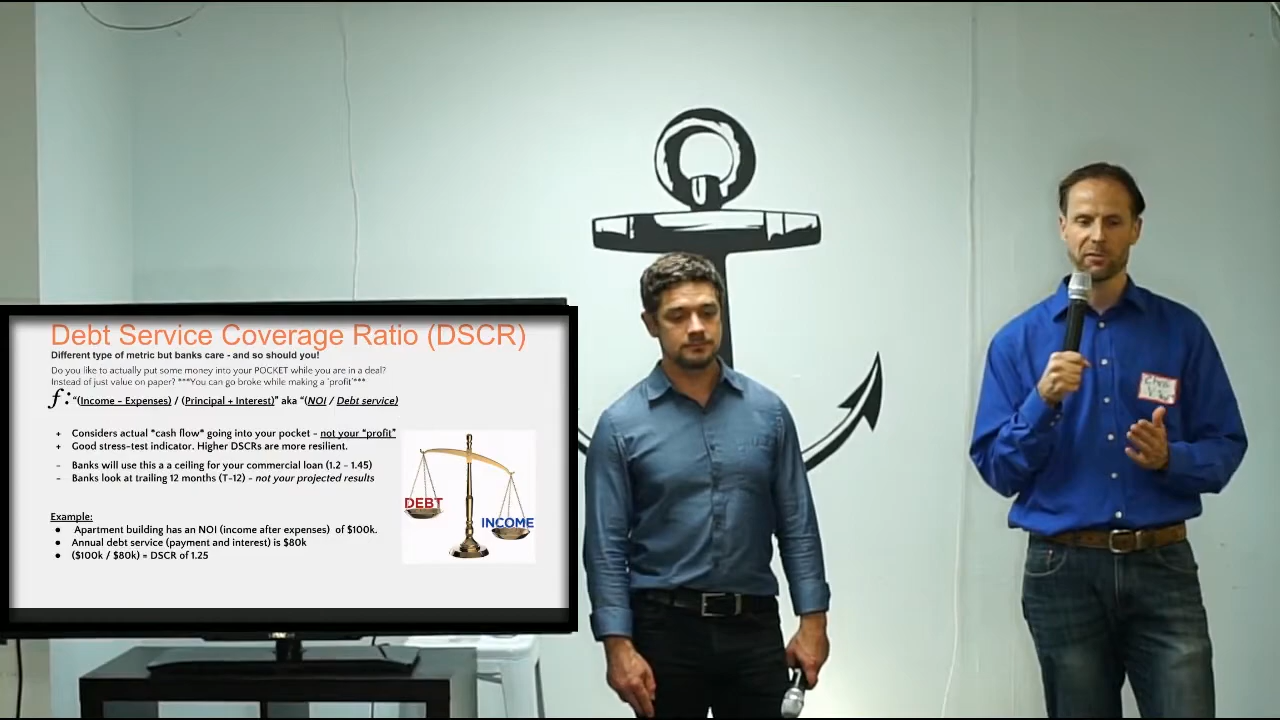 Debt Service Coverage Ratio (DSCR)
Different type of metric but banks care - and so should you!
Do you like to actually put some money into your POCKET while you are in a deal?
Instead of just value on paper? ***You can go broke while making a 'profit'***
f: "(Income - Expenses) / (Principal + Interest)" aka "(NOI / Debt service)
+ Considers actual *cash flow* going into your pocket - not your "profit"
+ Good stress-test indicator. Higher DSCRs are more resilient.
- Banks will use this a a ceiling for your commercial loan (1.2 - 1.45)
- Banks look at trailing 12 months (T-12) - not your projected results
DEBT
INCOME
Example:
● Apartment building has an NOI (income after expenses) of $100k.
● Annual debt service (payment and interest) is $80k
● ($100k / $80k) = DSCR of 1.25
Chris